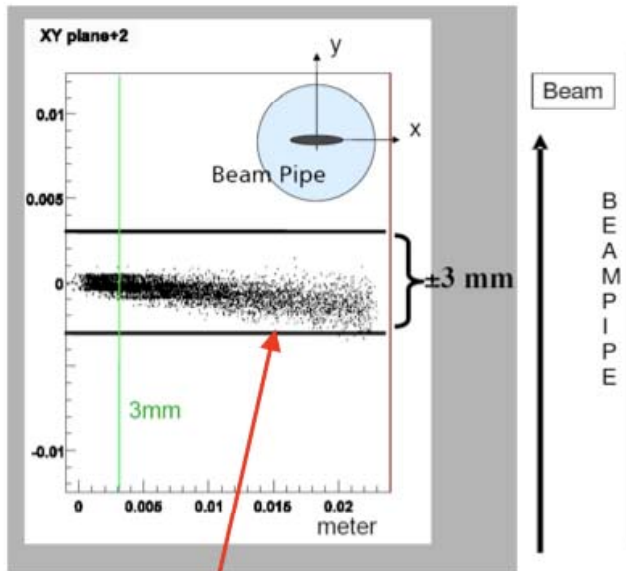 XY plane+2
y
x
Beam Pipe
0.01
0.005
0
-0.01
±3 mm
3mm
0
0.005
0.01
0.015
0.02
meter
Beam
BEAMPIPE